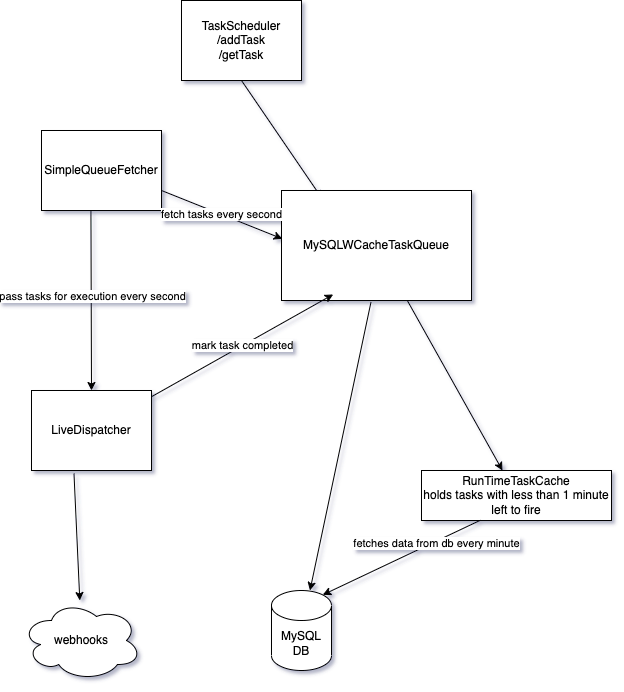 TaskScheduler
/addTask
/getTask
SimpleQueueFetcher
fetch tasks every second
MySQLWCacheTaskQueue
pass tasks for execution every second
mark task completed
LiveDispatcher
RunTimeTaskCache
holds tasks with less than 1 minute
left to fire
fetches data from db every minute
webhooks
MySQL
DB